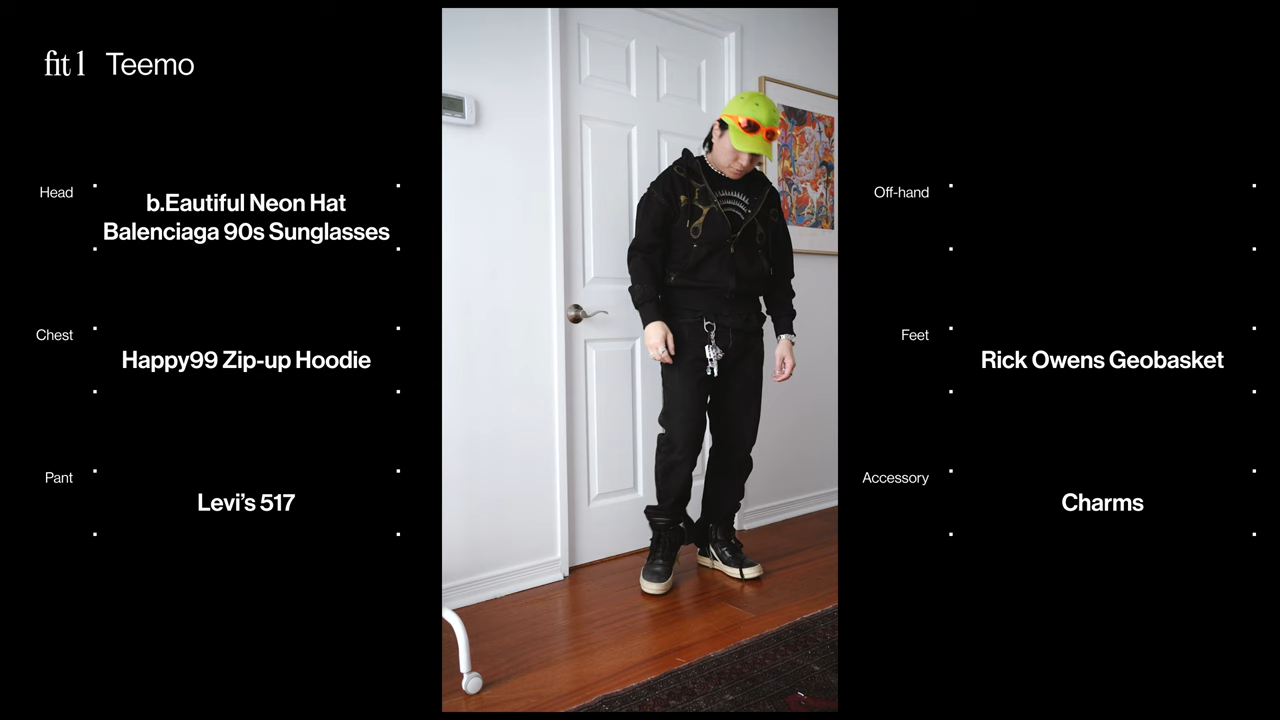 fit 1 Teemo
Head
b.Eautiful Neon Hat
Balenciaga 90s Sunglasses
Chest
Happy99 Zip-up Hoodie
Pant
Levi’s 517
Off-hand
Feet
Rick Owens Geobasket
Accessory
Charms